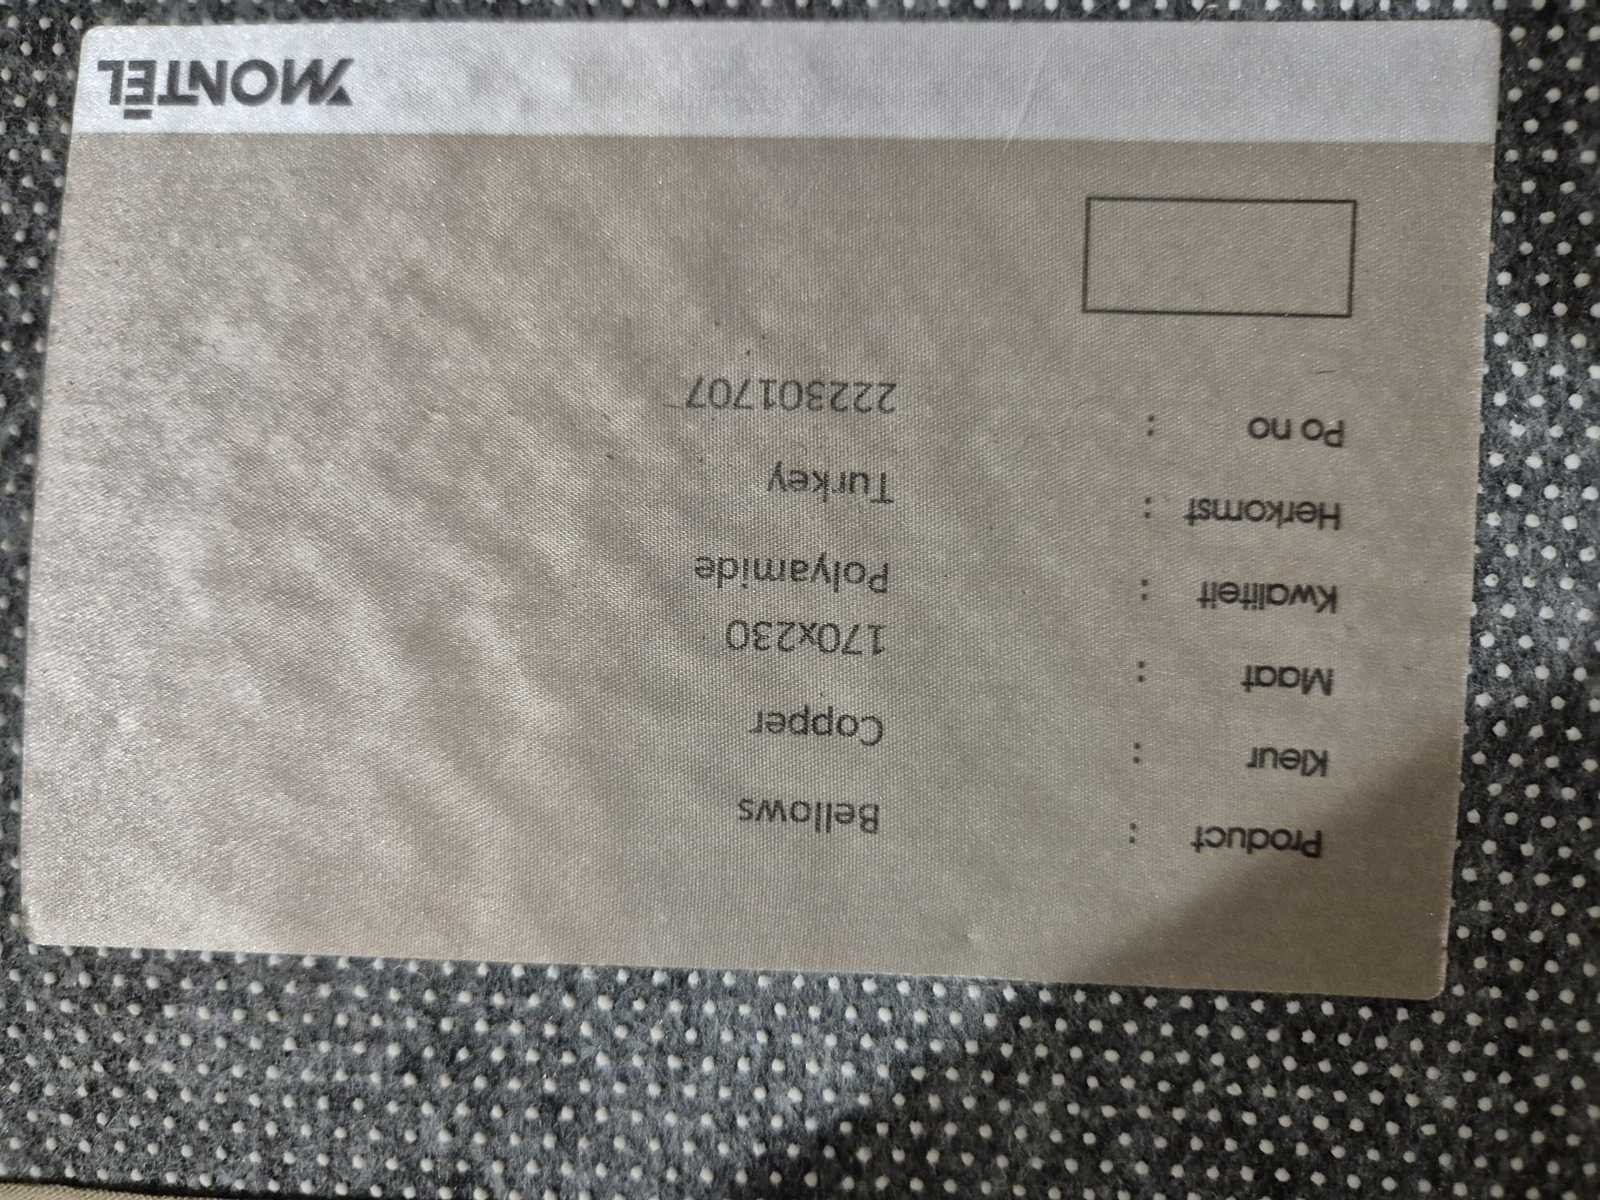 Product : Bellows
Kleur : Copper
Maat : 170x230
Kwaliteit : Polyamide
Herkomst : Turkey
Po no : 222301707
MONTÈL